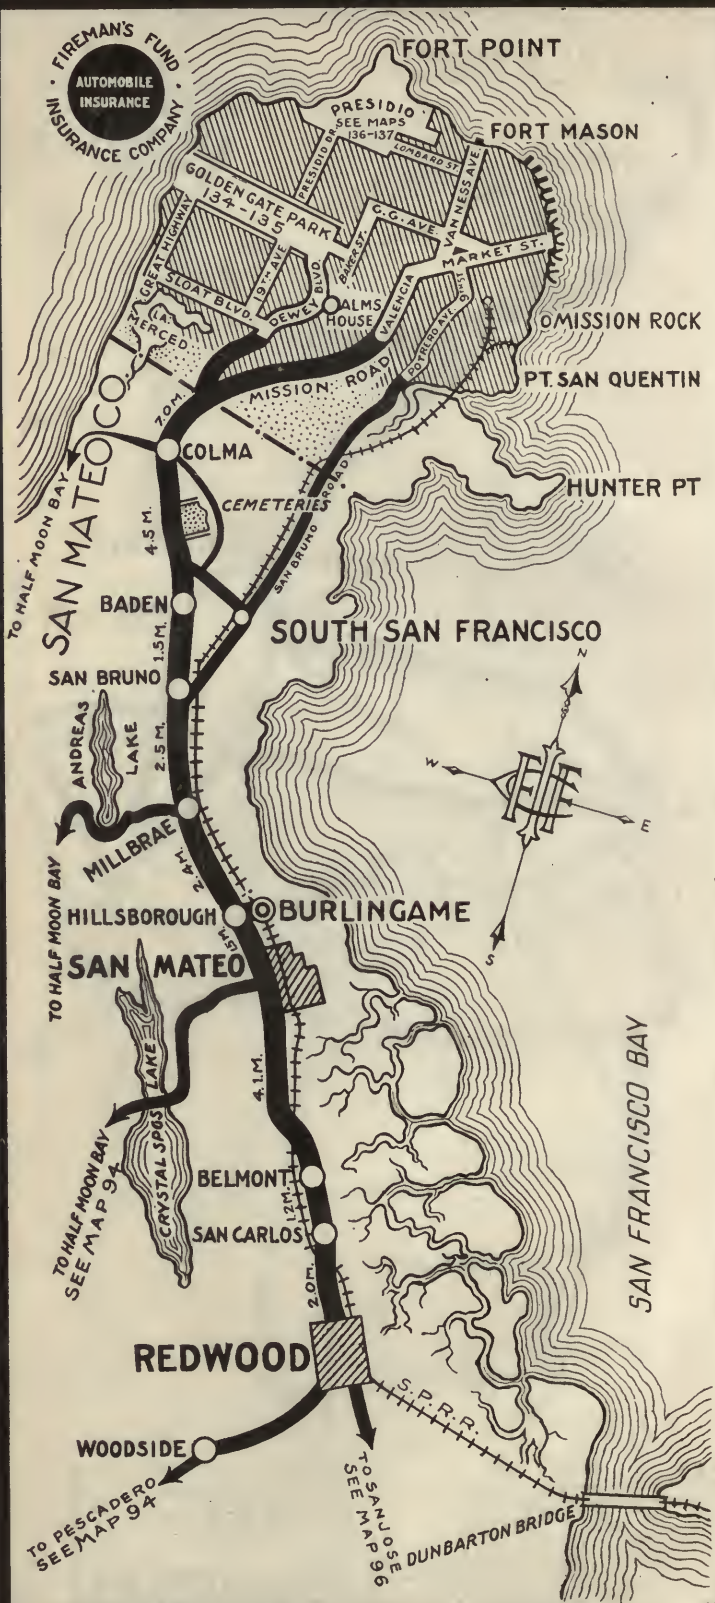 FIREMAN'S FUND
AUTOMOBILE
INSURANCE
INSURANCE COMPANY
FORT POINT
PRESIDIO
SEE MAPS
136-137
LOMBARD ST.
FORT MASON
PRESIDIO DR.
VAN NESS AVE.
GOLDEN GATE PARK
134-135
G.G. AVE.
BAKER ST.
MARKET ST.
GREAT HIGHWAY
19TH AVE
DEWEY BLVD.
SLOAT BLVD.
ALMS
HOUSE
VALENCIA
POTRERO AVE.
MISSION ROCK
LA.
MERCED
MISSION ROAD
PT. SAN QUENTIN
7.0 M.
COLMA
SAN MATEO CO
TO HALF MOON BAY
CEMETERIES
HUNTER PT
SAN BRUNO ROAD
4.5 M.
BADEN
SOUTH SAN FRANCISCO
1.5 M.
SAN BRUNO
ANDREAS
LAKE
2.5 M.
N
W
E
S
MILLBRAE
TO HALF MOON BAY
2.4 M.
HILLSBOROUGH
BURLINGAME
1.5 M.
SAN MATEO
SAN FRANCISCO BAY
CRYSTAL SPGS LAKE
4.1 M.
TO HALF MOON BAY
SEE MAP 94
BELMONT
1.2 M.
SAN CARLOS
2.0 M.
REDWOOD
S.P.R.R.
WOODSIDE
TO PESCADERO
SEE MAP 94
TO SAN JOSE
SEE MAP 96
DUNBARTON BRIDGE